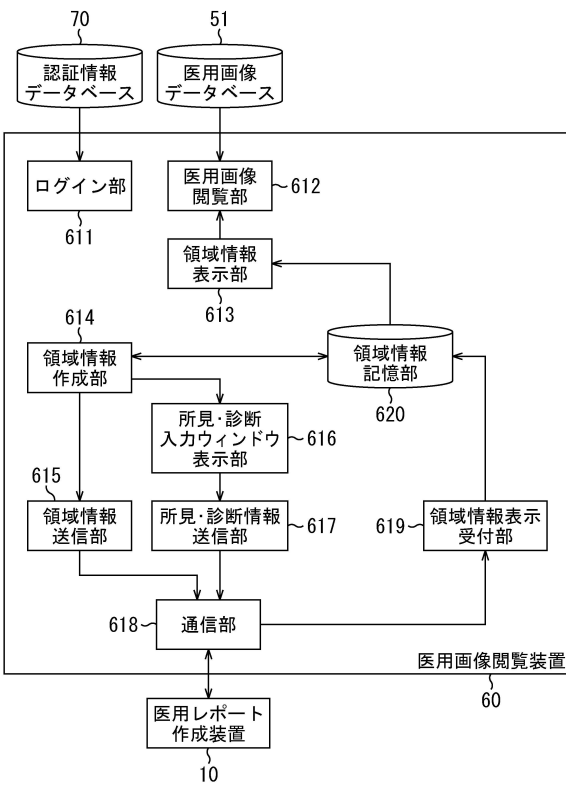 70
51
認証情報
データベース
医用画像
データベース
ログイン部
611
医用画像
閲覧部
612
領域情報
表示部
613
614
領域情報
作成部
領域情報
記憶部
620
所見・診断
入力ウィンドウ
表示部
616
615
領域情報
送信部
所見・診断情報
送信部
617
619
領域情報表示
受付部
618
通信部
医用画像閲覧装置
60
医用レポート
作成装置
10